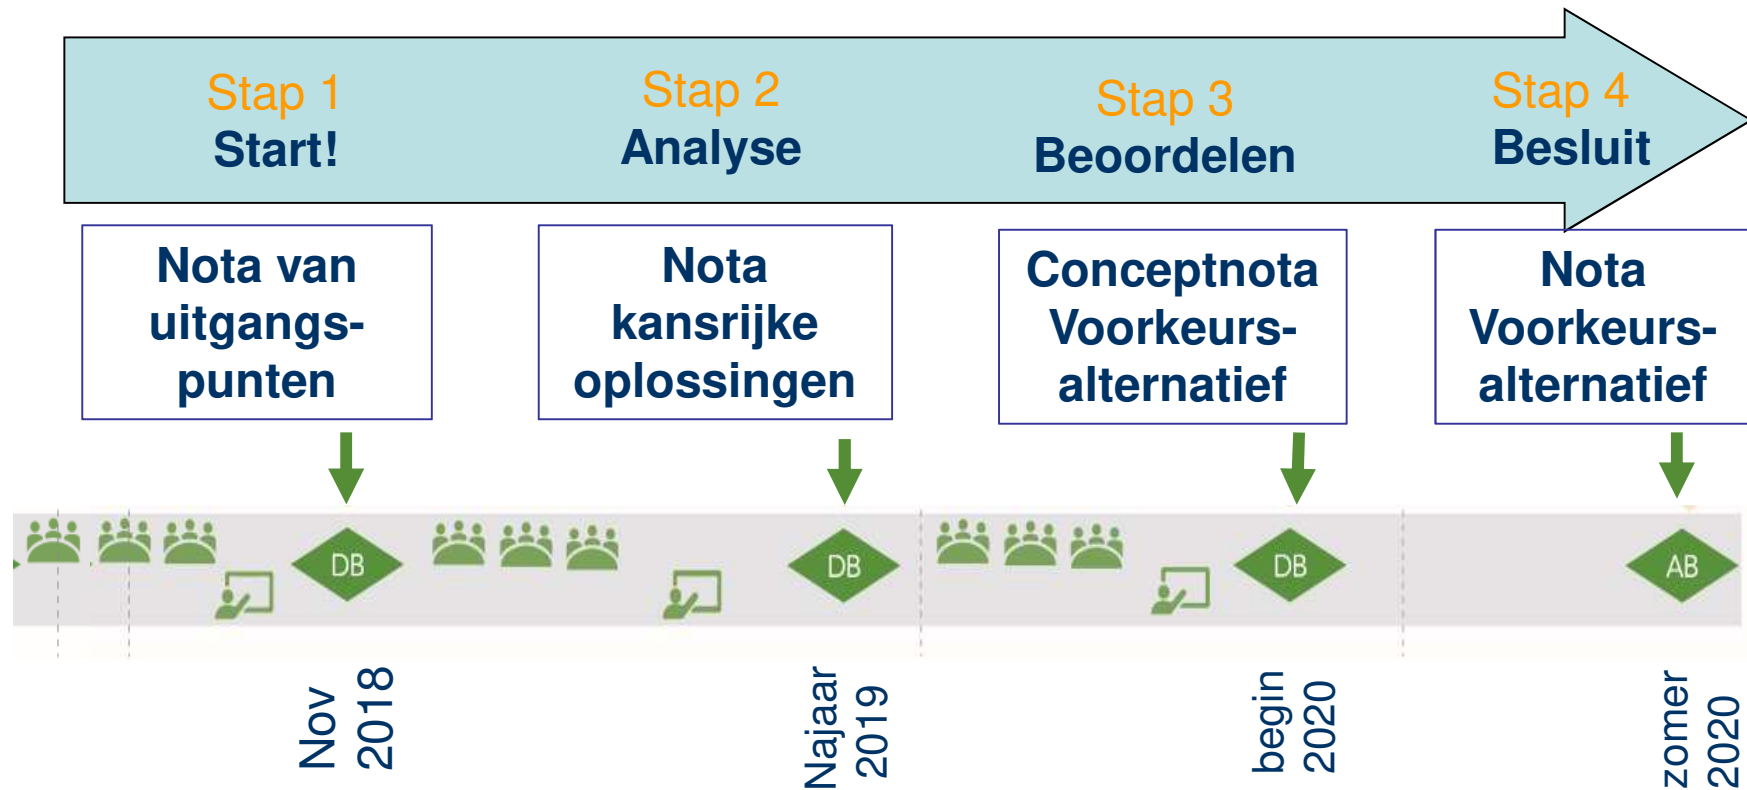 Stap 1
Start!
Stap 2
Analyse
Stap 3
Beoordelen
Stap 4
Besluit
Nota van
uitgangs-
punten
Nota
kansrijke
oplossingen
Conceptnota
Voorkeurs-
alternatief
Nota
Voorkeurs-
alternatief
DB
DB
DB
AB
Nov
2018
Najaar
2019
begin
2020
zomer
2020